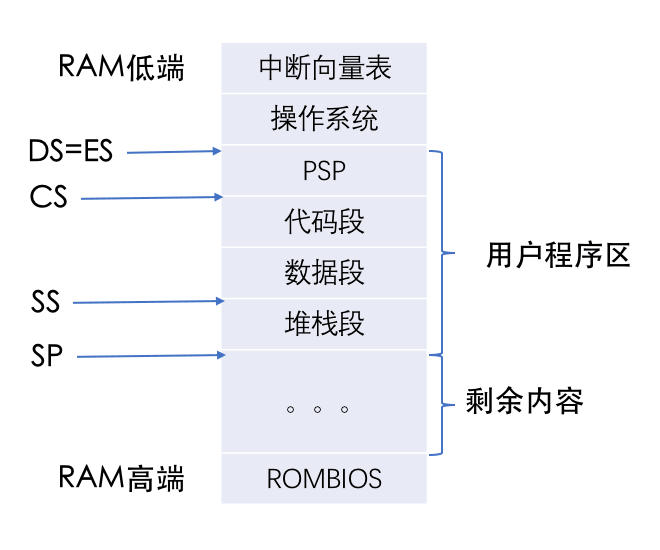 RAM低端
中断向量表
操作系统
DS=ES
PSP
CS
代码段
用户程序区
数据段
SS
堆栈段
SP
剩余内容
。。。
RAM高端
ROMBIOS